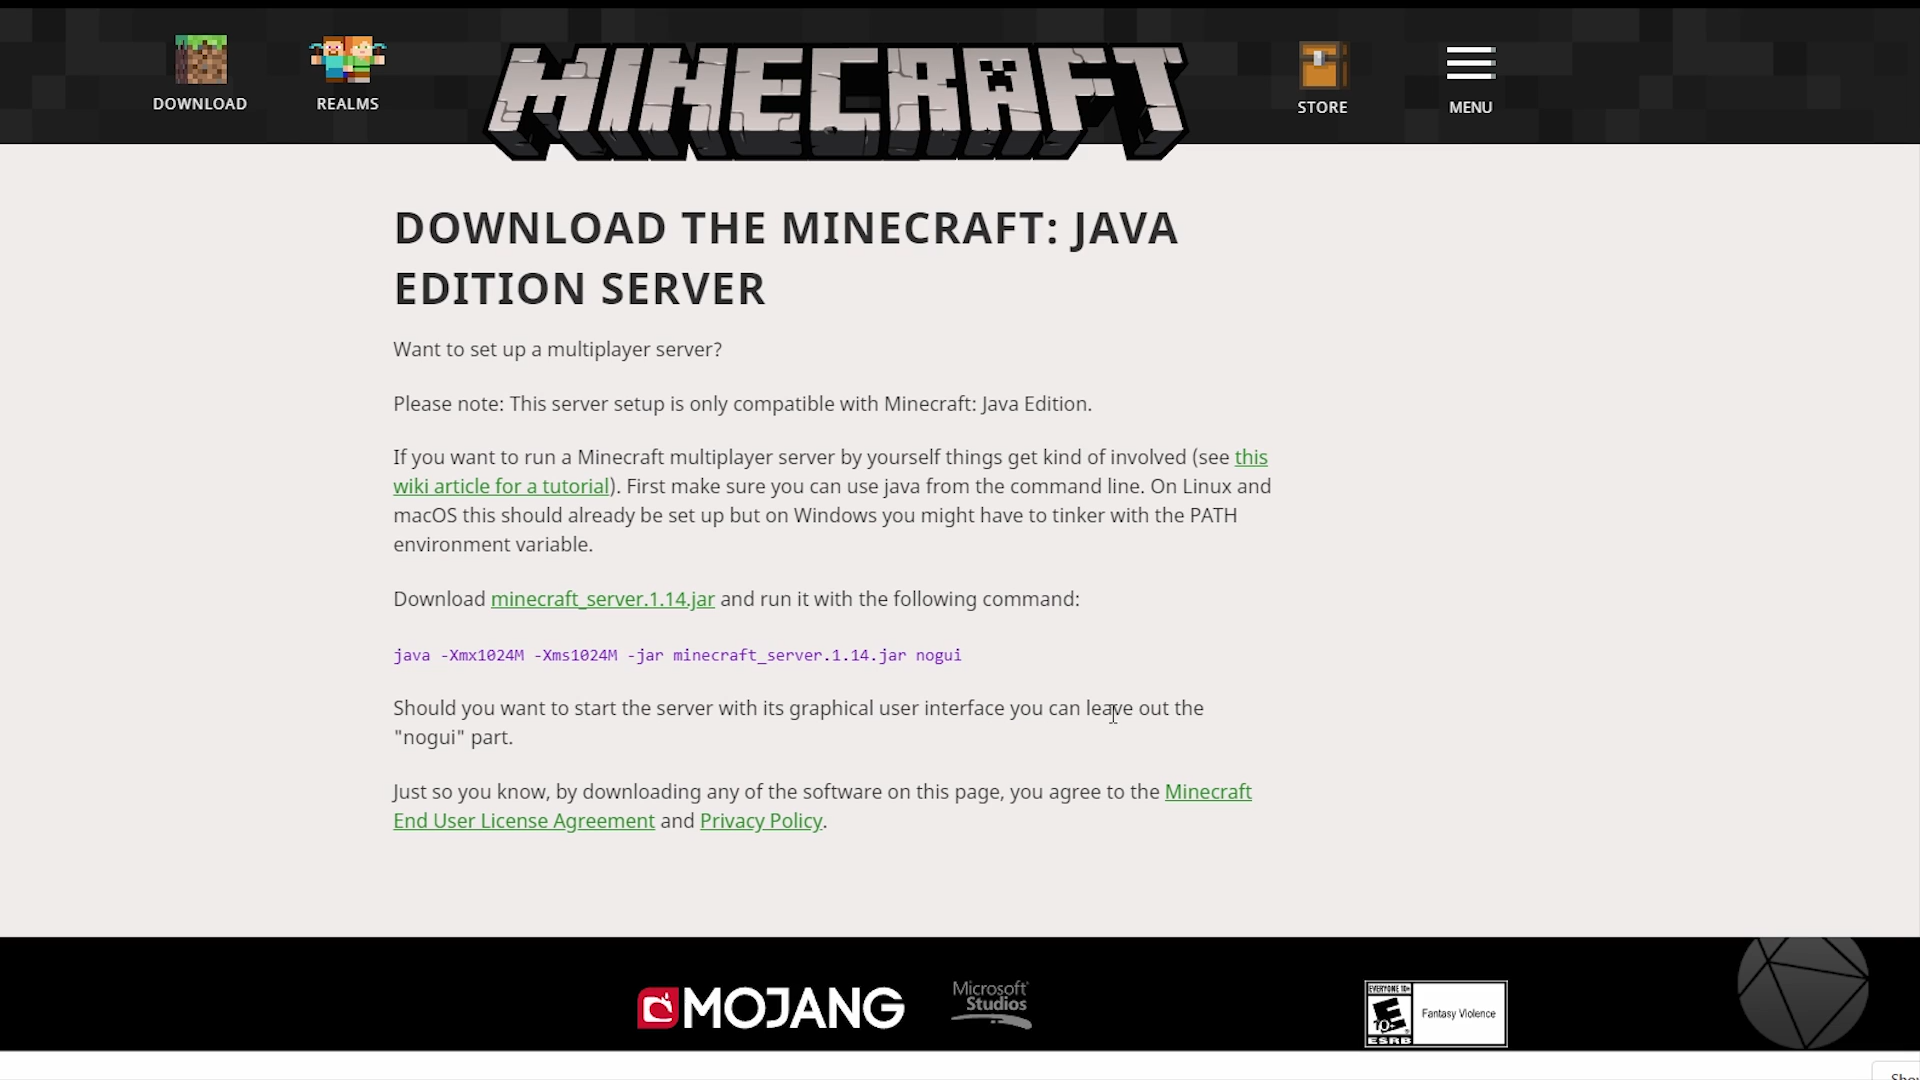 DOWNLOAD
REALMS
MINECRAFT
STORE
MENU
DOWNLOAD THE MINECRAFT: JAVA
EDITION SERVER
Want to set up a multiplayer server?
Please note: This server setup is only compatible with Minecraft: Java Edition.
If you want to run a Minecraft multiplayer server by yourself things get kind of involved (see this
wiki article for a tutorial). First make sure you can use java from the command line. On Linux and
macOS this should already be set up but on Windows you might have to tinker with the PATH
environment variable.
Download minecraft_server.1.14.jar and run it with the following command:
java -Xmx1024M -Xms1024M -jar minecraft_server.1.14.jar nogui
Should you want to start the server with its graphical user interface you can leave out the
"nogui" part.
Just so you know, by downloading any of the software on this page, you agree to the Minecraft
End User License Agreement and Privacy Policy.
MOJANG
Microsoft
Studios
EVERYONE 10+
E
10+
ESRB
Fantasy Violence